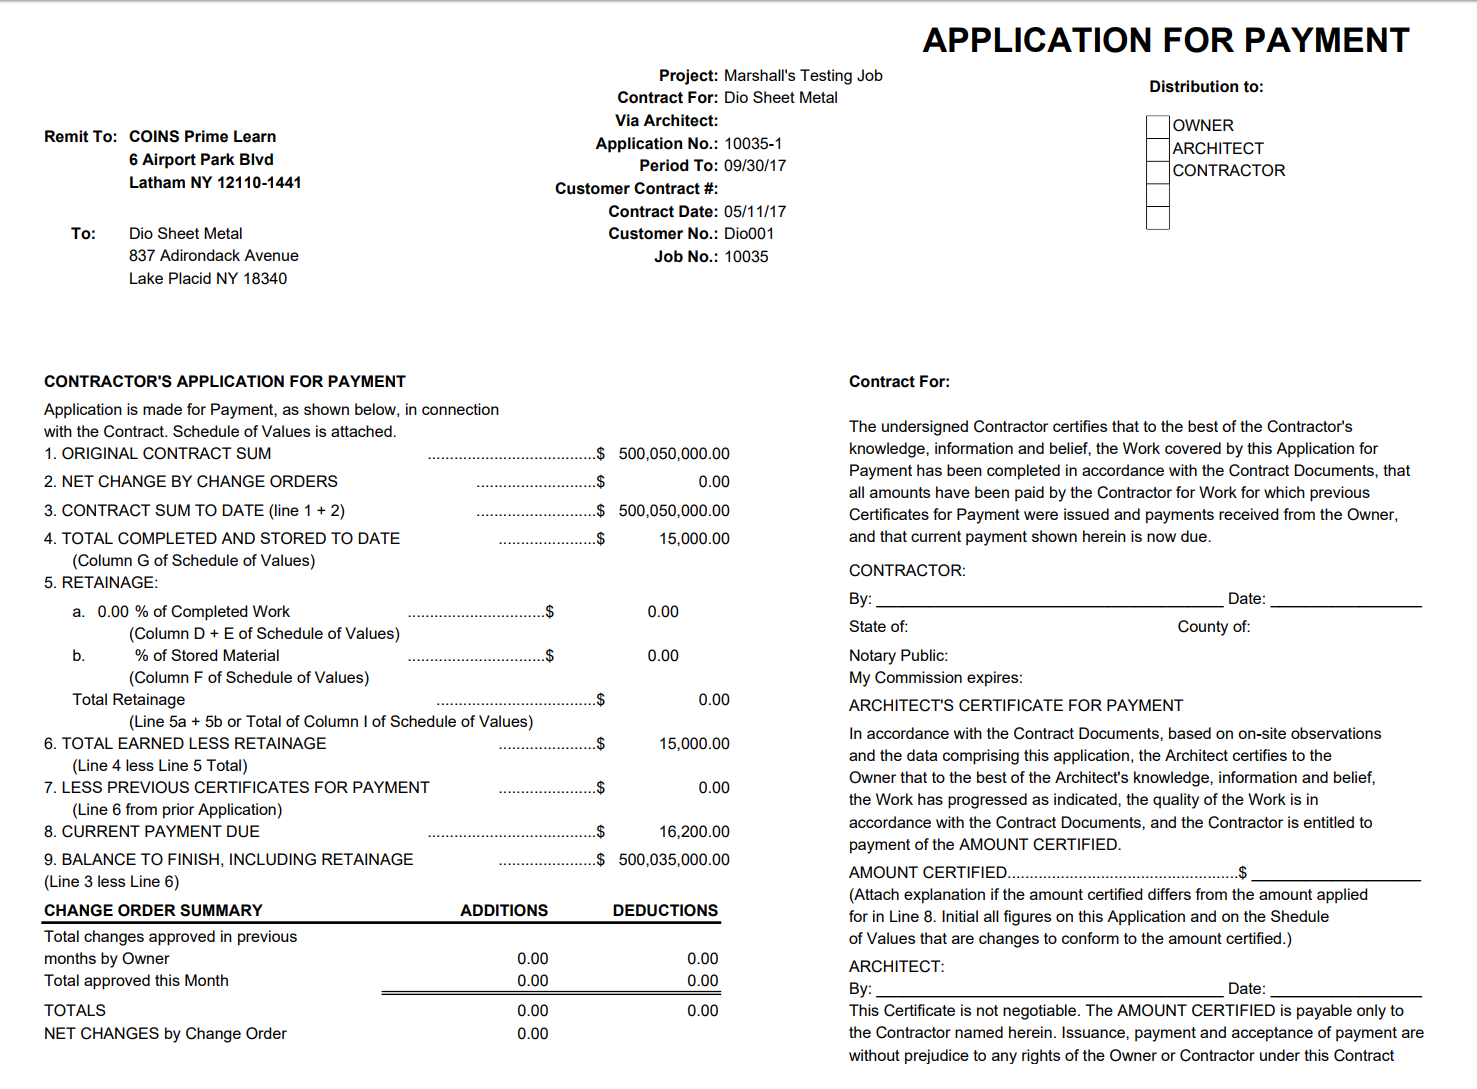 APPLICATION FOR PAYMENT
Project: Marshall's Testing Job
Contract For: Dio Sheet Metal
Via Architect:
Application No.: 10035-1
Period To: 09/30/17
Customer Contract #:
Contract Date: 05/11/17
Customer No.: Dio001
Job No.: 10035
Distribution to:
OWNER
ARCHITECT
CONTRACTOR
Remit To: COINS Prime Learn
6 Airport Park Blvd
Latham NY 12110-1441
To: Dio Sheet Metal
837 Adirondack Avenue
Lake Placid NY 18340
CONTRACTOR'S APPLICATION FOR PAYMENT
Application is made for Payment, as shown below, in connection
with the Contract. Schedule of Values is attached.
1. ORIGINAL CONTRACT SUM .....................................$ 500,050,000.00
2. NET CHANGE BY CHANGE ORDERS ..........................$ 0.00
3. CONTRACT SUM TO DATE (line 1 + 2) ..........................$ 500,050,000.00
4. TOTAL COMPLETED AND STORED TO DATE .....................$ 15,000.00
(Column G of Schedule of Values)
5. RETAINAGE:
a. 0.00 % of Completed Work ..............................$ 0.00
(Column D + E of Schedule of Values)
b. % of Stored Material ..............................$ 0.00
(Column F of Schedule of Values)
Total Retainage ...................................$ 0.00
(Line 5a + 5b or Total of Column I of Schedule of Values)
6. TOTAL EARNED LESS RETAINAGE .....................$ 15,000.00
(Line 4 less Line 5 Total)
7. LESS PREVIOUS CERTIFICATES FOR PAYMENT .....................$ 0.00
(Line 6 from prior Application)
8. CURRENT PAYMENT DUE .....................................$ 16,200.00
9. BALANCE TO FINISH, INCLUDING RETAINAGE .....................$ 500,035,000.00
(Line 3 less Line 6)
CHANGE ORDER SUMMARY ADDITIONS DEDUCTIONS
Total changes approved in previous
months by Owner 0.00 0.00
Total approved this Month 0.00 0.00
TOTALS 0.00 0.00
NET CHANGES by Change Order 0.00
Contract For:
The undersigned Contractor certifies that to the best of the Contractor's
knowledge, information and belief, the Work covered by this Application for
Payment has been completed in accordance with the Contract Documents, that
all amounts have been paid by the Contractor for Work for which previous
Certificates for Payment were issued and payments received from the Owner,
and that current payment shown herein is now due.
CONTRACTOR:
By: Date:
State of: County of:
Notary Public:
My Commission expires:
ARCHITECT'S CERTIFICATE FOR PAYMENT
In accordance with the Contract Documents, based on on-site observations
and the data comprising this application, the Architect certifies to the
Owner that to the best of the Architect's knowledge, information and belief,
the Work has progressed as indicated, the quality of the Work is in
accordance with the Contract Documents, and the Contractor is entitled to
payment of the AMOUNT CERTIFIED.
AMOUNT CERTIFIED....................................................$
(Attach explanation if the amount certified differs from the amount applied
for in Line 8. Initial all figures on this Application and on the Shedule
of Values that are changes to conform to the amount certified.)
ARCHITECT:
By: Date:
This Certificate is not negotiable. The AMOUNT CERTIFIED is payable only to
the Contractor named herein. Issuance, payment and acceptance of payment are
without prejudice to any rights of the Owner or Contractor under this Contract